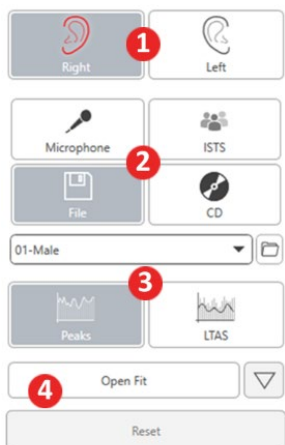 1
Right Left
Microphone 2 ISTS
File CD
01-Male
3
Peaks LTAS
4 Open Fit
Reset